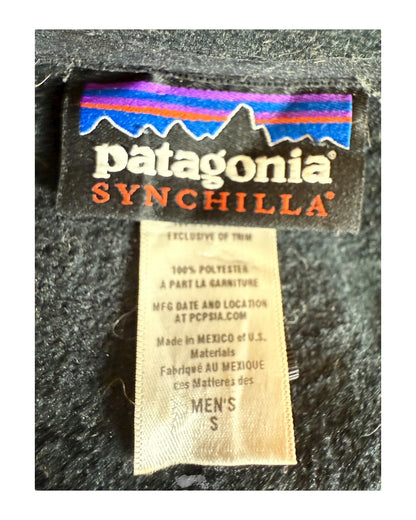 patagonia®
SYNCHILLA®
EXCLUSIVE OF TRIM
100% POLYESTER
À PART LA GARNITURE
MFG DATE AND LOCATION
AT PCPSIA.COM
Made in MEXICO of U.S.
Materials
Fabriqué AU MEXIQUE
ces Matieres des
MEN'S
S